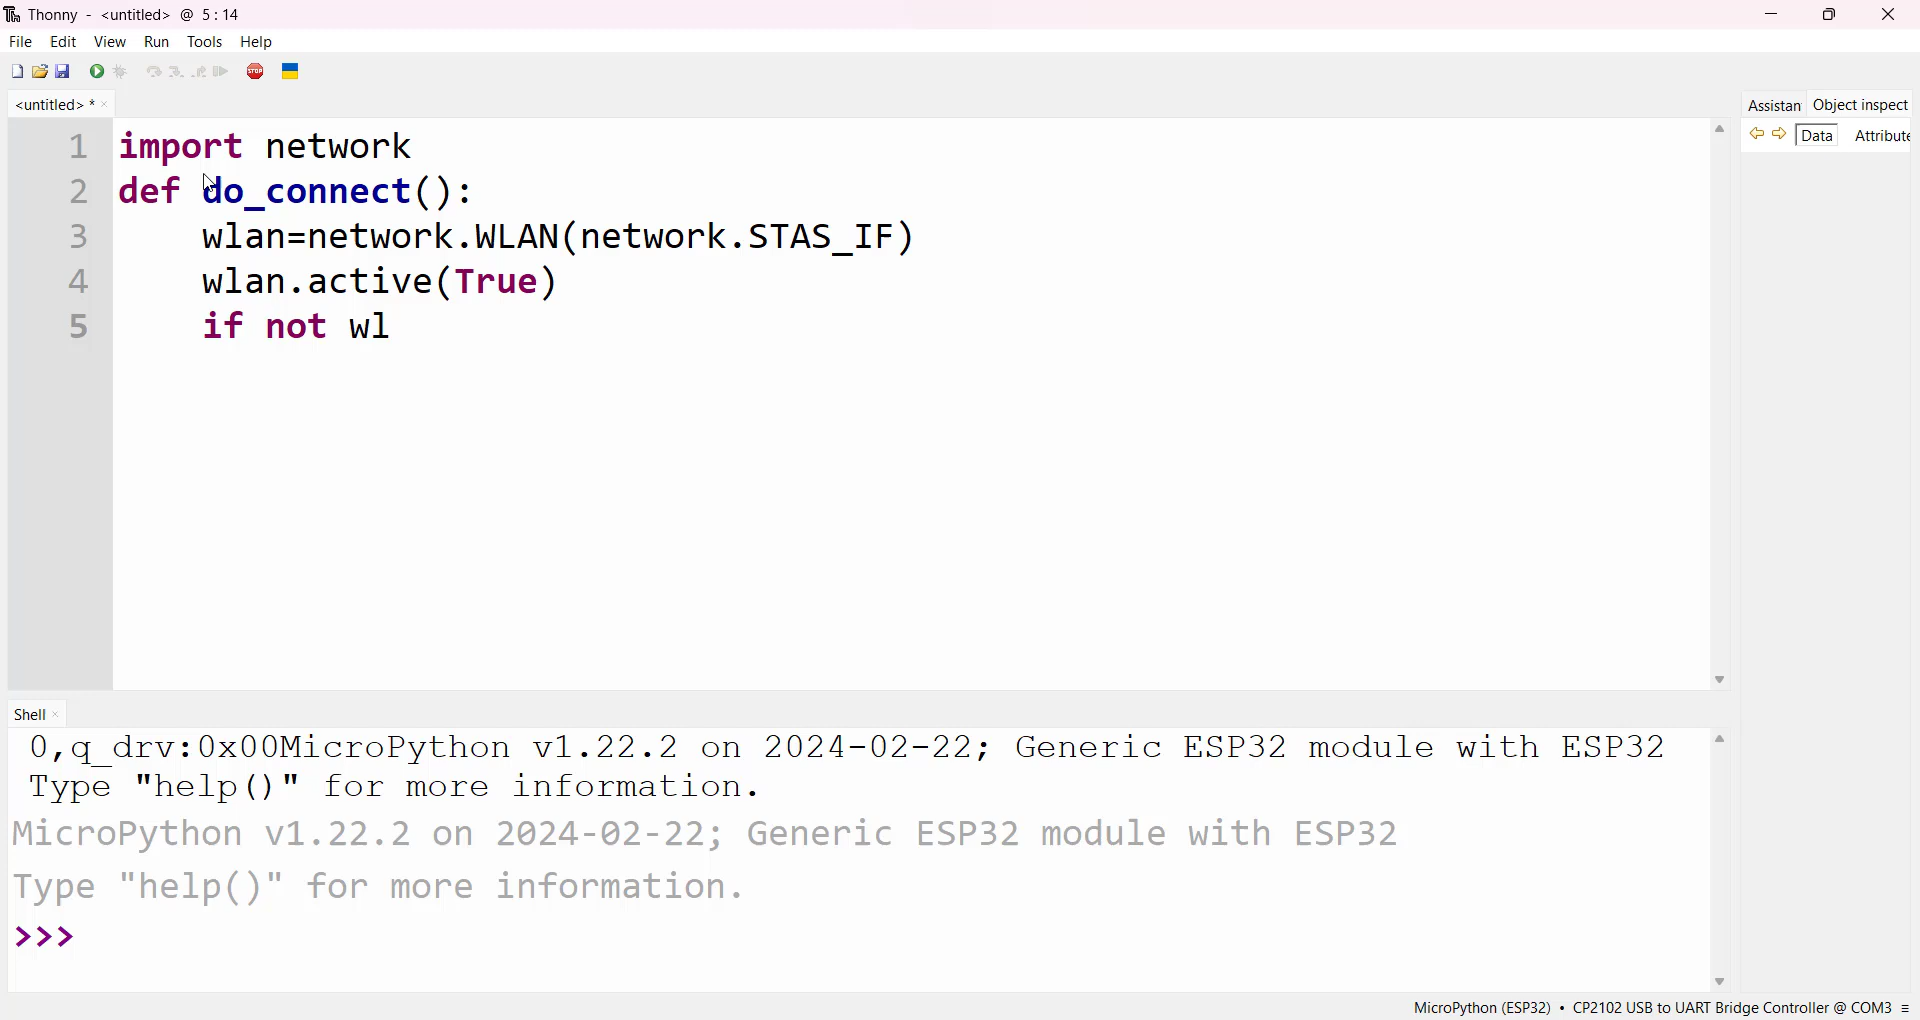 Thonny - <untitled> @ 5:14
File Edit View Run Tools Help
STOP
<untitled> *
Assistan Object inspect
Data Attribute
1 import network
2 def do_connect():
3     wlan=network.WLAN(network.STAS_IF)
4     wlan.active(True)
5     if not wl
Shell
0,q_drv:0x00MicroPython v1.22.2 on 2024-02-22; Generic ESP32 module with ESP32
Type "help()" for more information.
MicroPython v1.22.2 on 2024-02-22; Generic ESP32 module with ESP32
Type "help()" for more information.
>>>
MicroPython (ESP32) • CP2102 USB to UART Bridge Controller @ COM3 ≡